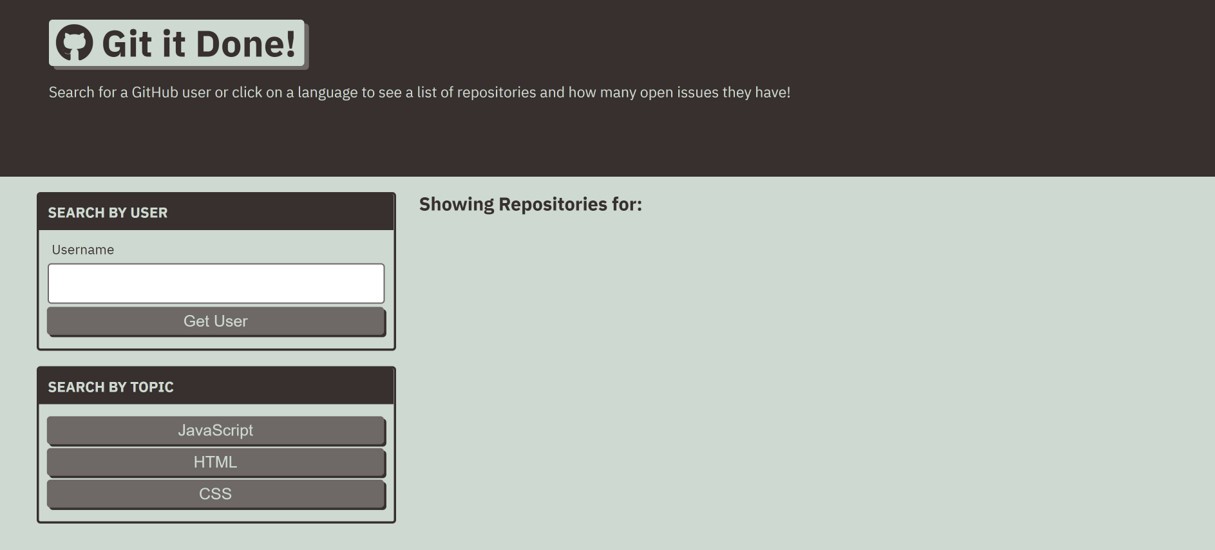 Git it Done!
Search for a GitHub user or click on a language to see a list of repositories and how many open issues they have!
SEARCH BY USER
Username
Get User
SEARCH BY TOPIC
JavaScript
HTML
CSS
Showing Repositories for: